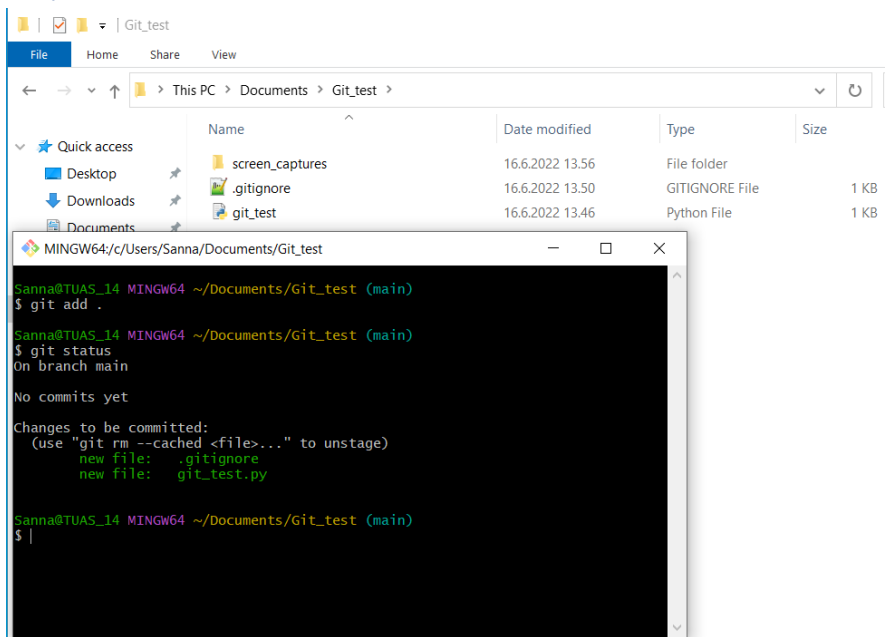 Git_test
File Home Share View
This PC > Documents > Git_test >
Name Date modified Type Size
Quick access
Desktop
Downloads
Documents
screen_captures 16.6.2022 13.56 File folder
.gitignore 16.6.2022 13.50 GITIGNORE File 1 KB
git_test 16.6.2022 13.46 Python File 1 KB
MINGW64:/c/Users/Sanna/Documents/Git_test
Sanna@TUAS_14 MINGW64 ~/Documents/Git_test (main)
$ git add .
Sanna@TUAS_14 MINGW64 ~/Documents/Git_test (main)
$ git status
On branch main
No commits yet
Changes to be committed:
(use "git rm --cached <file>..." to unstage)
new file: .gitignore
new file: git_test.py
Sanna@TUAS_14 MINGW64 ~/Documents/Git_test (main)
$